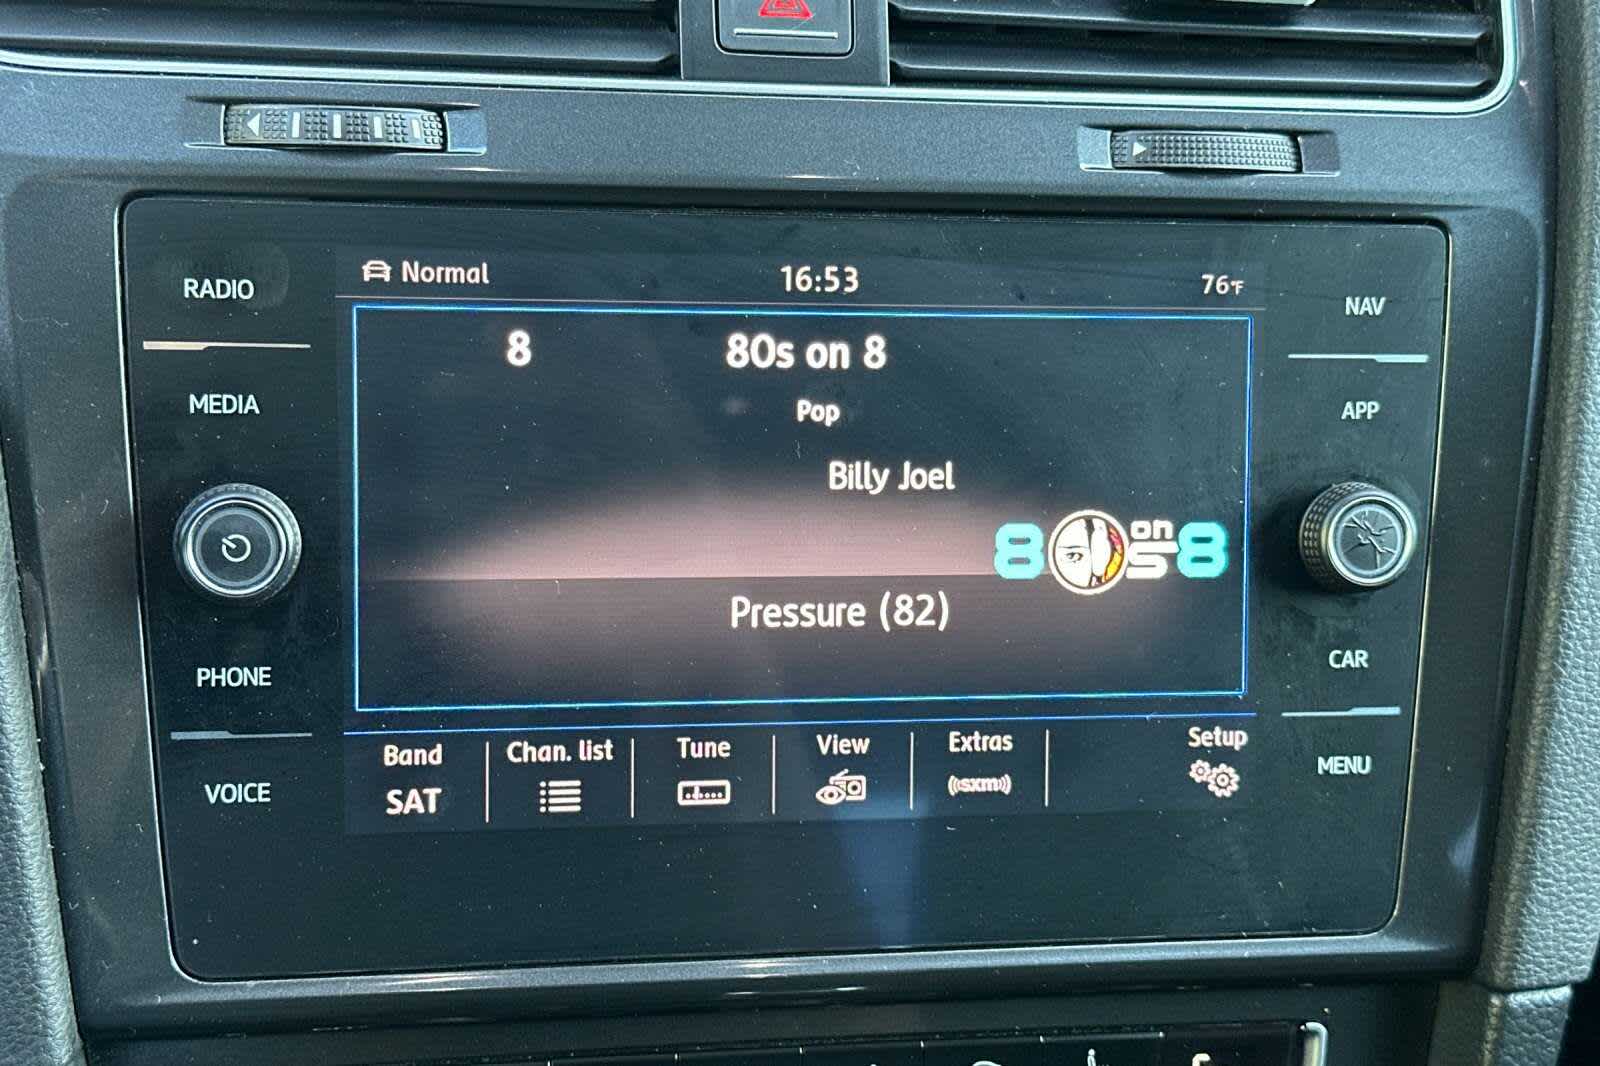 RADIO
MEDIA
PHONE
VOICE
Normal
16:53
76°F
8
80s on 8
Pop
Billy Joel
80s on 8
Pressure (82)
Band
SAT
Chan. list
Tune
View
Extras
((sxm))
Setup
NAV
APP
CAR
MENU